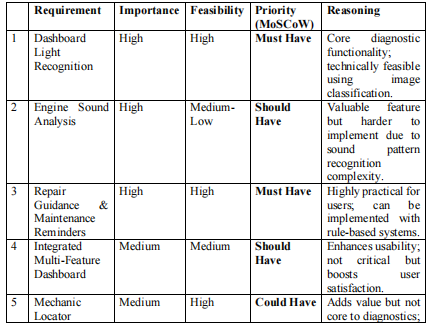 Requirement Importance Feasibility Priority (MoSCoW) Reasoning
1 Dashboard Light Recognition High High Must Have Core diagnostic functionality; technically feasible using image classification.
2 Engine Sound Analysis High Medium-Low Should Have Valuable feature but harder to implement due to sound pattern recognition complexity.
3 Repair Guidance & Maintenance Reminders High High Must Have Highly practical for users; can be implemented with rule-based systems.
4 Integrated Multi-Feature Dashboard Medium Medium Should Have Enhances usability; not critical but boosts user satisfaction.
5 Mechanic Locator Medium High Could Have Adds value but not core to diagnostics;